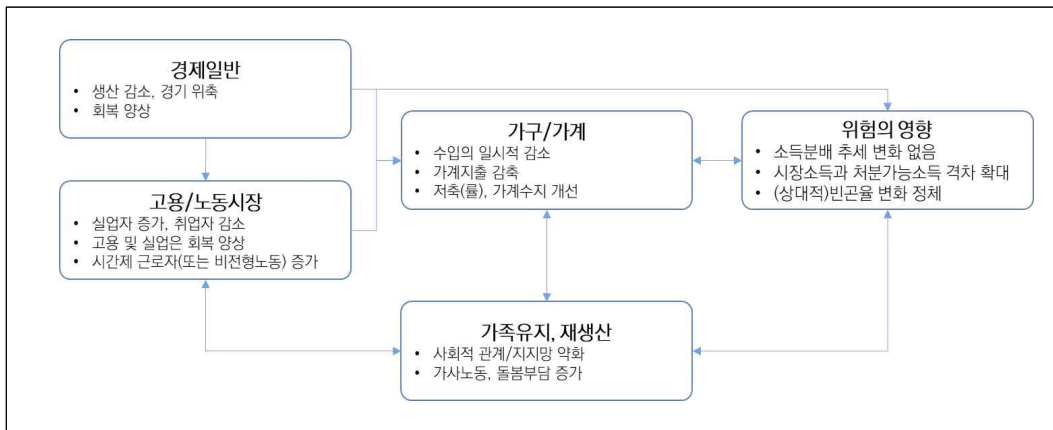 경제일반
• 생산 감소, 경기 위축
• 회복 양상
고용/노동시장
• 실업자 증가, 취업자 감소
• 고용 및 실업은 회복 양상
• 시간제 근로자(또는 비전형노동) 증가
가구/가계
• 수입의 일시적 감소
• 가계지출 감축
• 저축(률), 가계수지 개선
위험의 영향
• 소득분배 추세 변화 없음
• 시장소득과 처분가능소득 격차 확대
• (상대적)빈곤율 변화 정체
가족유지, 재생산
• 사회적 관계/지지망 약화
• 가사노동, 돌봄부담 증가